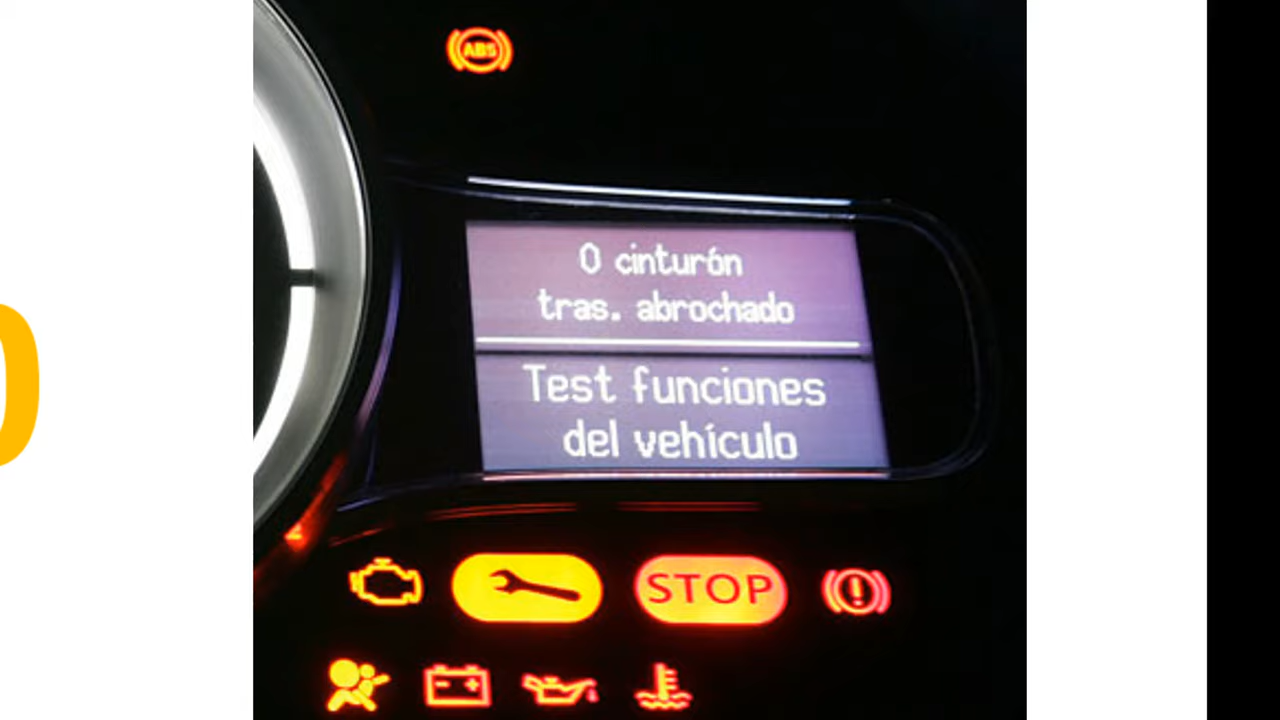 ABS
0 cinturón
tras. abrochado
Test funciones
del vehículo
STOP